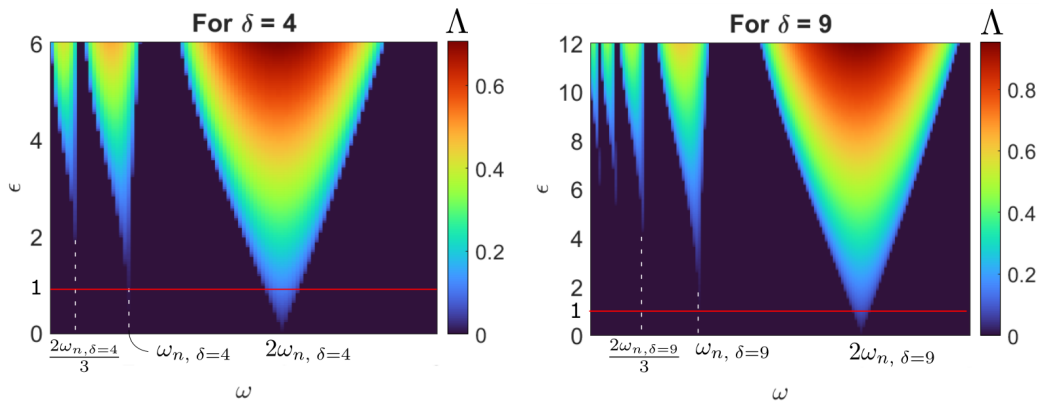 For δ = 4
Λ
6
4
2
1
0
ϵ
0.6
0.4
0.2
0
2ω_{n,δ=4}/3
ω_{n, δ=4}
2ω_{n, δ=4}
ω
For δ = 9
Λ
12
10
8
6
4
2
1
0
ϵ
0.8
0.6
0.4
0.2
0
2ω_{n,δ=9}/3
ω_{n, δ=9}
2ω_{n, δ=9}
ω